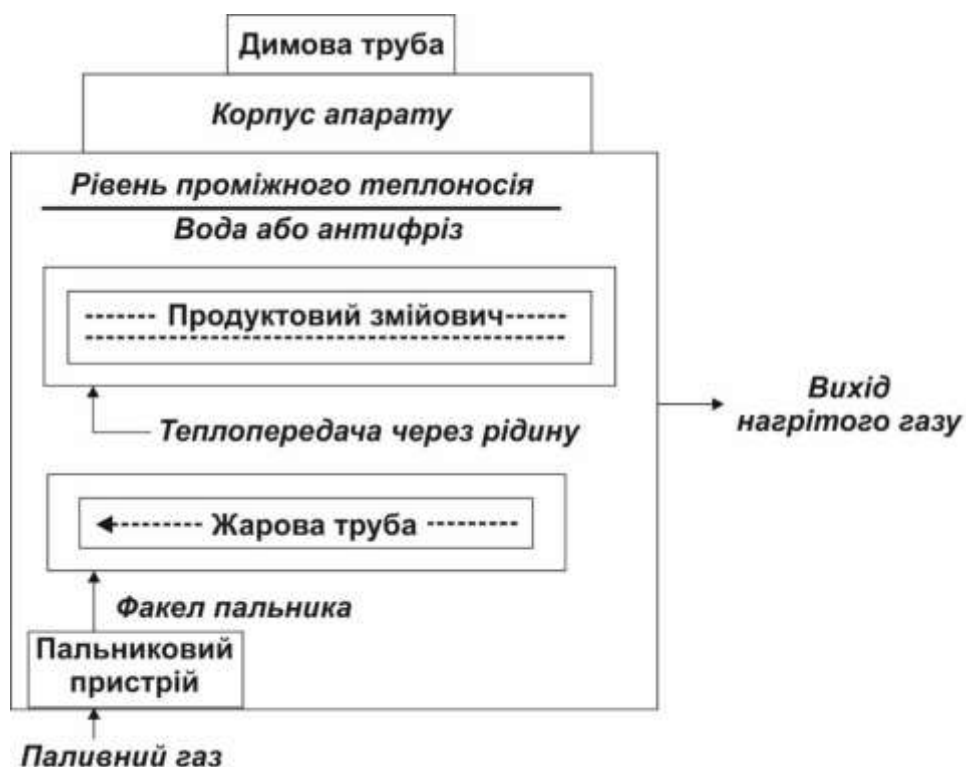 Димова труба
Корпус апарату
Рівень проміжного теплоносія
Вода або антифріз
Продуктовий змійович
Теплопередача через рідину
Вихід
нагрітого газу
Жарова труба
Факел пальника
Пальниковий
пристрій
Паливний газ